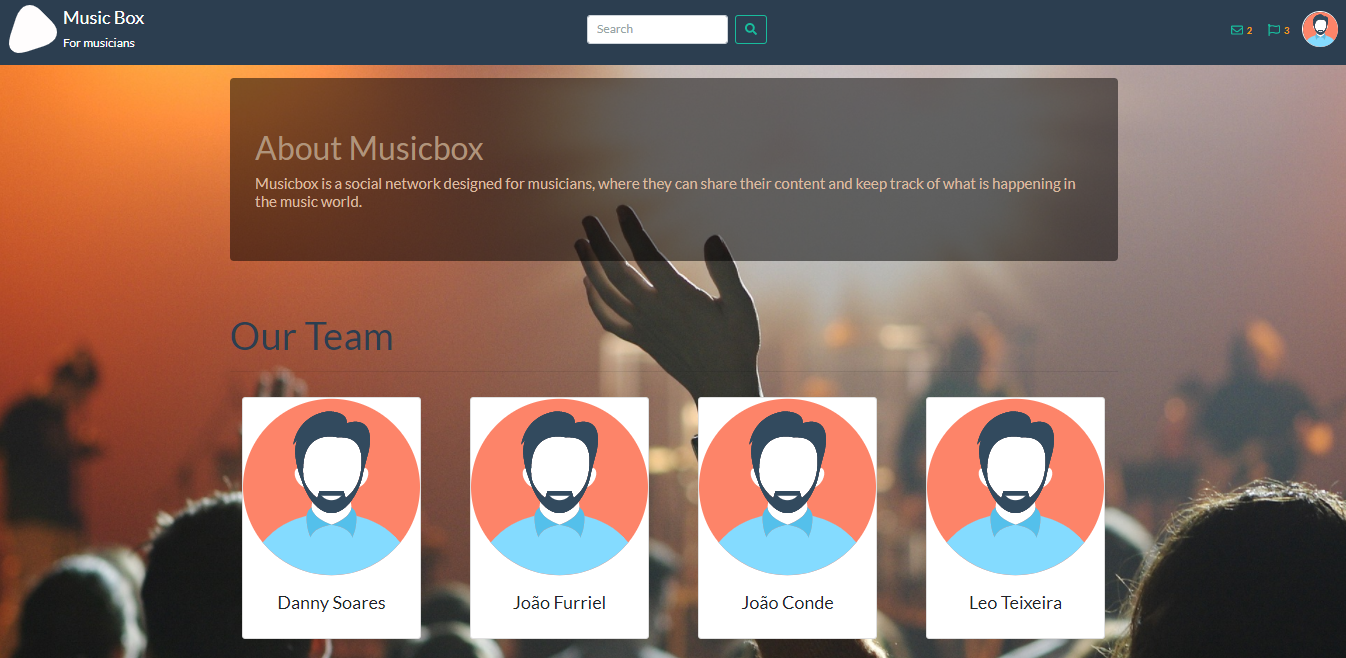 Music Box
For musicians
Search
2
3
About Musicbox
Musicbox is a social network designed for musicians, where they can share their content and keep track of what is happening in
the music world.
Our Team
Danny Soares
João Furriel
João Conde
Leo Teixeira